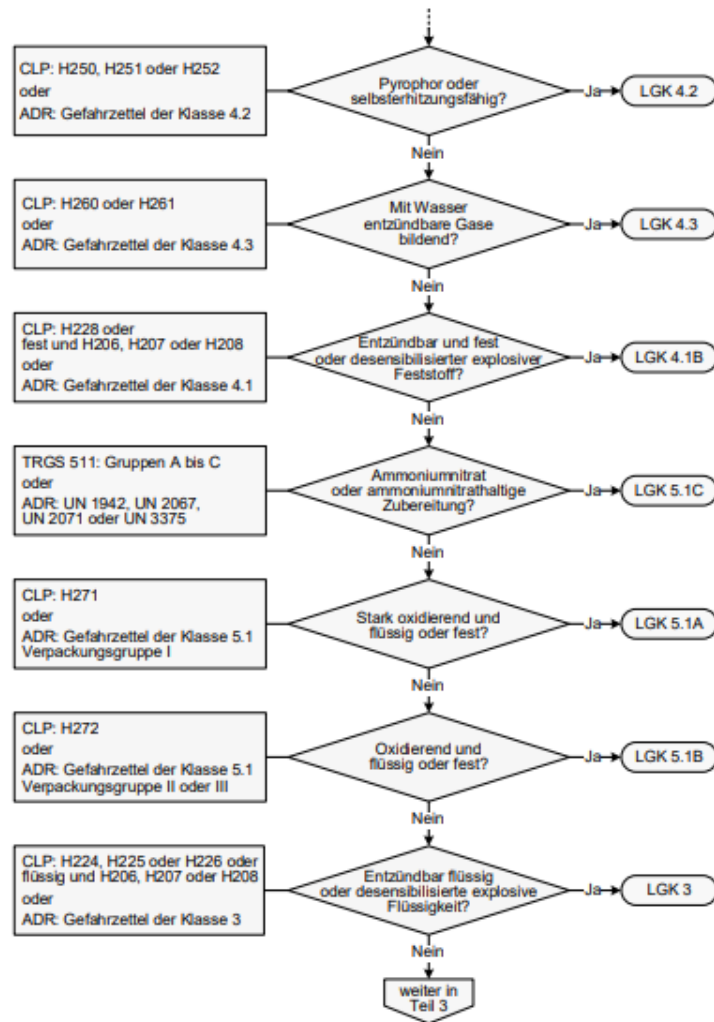 CLP: H250, H251 oder H252
oder
ADR: Gefahrzettel der Klasse 4.2
Pyrophor oder
selbsterhitzungsfähig?
Ja
LGK 4.2
Nein
CLP: H260 oder H261
oder
ADR: Gefahrzettel der Klasse 4.3
Mit Wasser
entzündbare Gase
bildend?
Ja
LGK 4.3
Nein
CLP: H228 oder
fest und H206, H207 oder H208
oder
ADR: Gefahrzettel der Klasse 4.1
Entzündbar und fest
oder desensibilisierter explosiver
Feststoff?
Ja
LGK 4.1B
Nein
TRGS 511: Gruppen A bis C
oder
ADR: UN 1942, UN 2067,
UN 2071 oder UN 3375
Ammoniumnitrat
oder ammoniumnitrathaltige
Zubereitung?
Ja
LGK 5.1C
Nein
CLP: H271
oder
ADR: Gefahrzettel der Klasse 5.1
Verpackungsgruppe I
Stark oxidierend und
flüssig oder fest?
Ja
LGK 5.1A
Nein
CLP: H272
oder
ADR: Gefahrzettel der Klasse 5.1
Verpackungsgruppe II oder III
Oxidierend und
flüssig oder fest?
Ja
LGK 5.1B
Nein
CLP: H224, H225 oder H226 oder
flüssig und H206, H207 oder H208
oder
ADR: Gefahrzettel der Klasse 3
Entzündbar flüssig
oder desensibilisierte explosive
Flüssigkeit?
Ja
LGK 3
Nein
weiter in
Teil 3